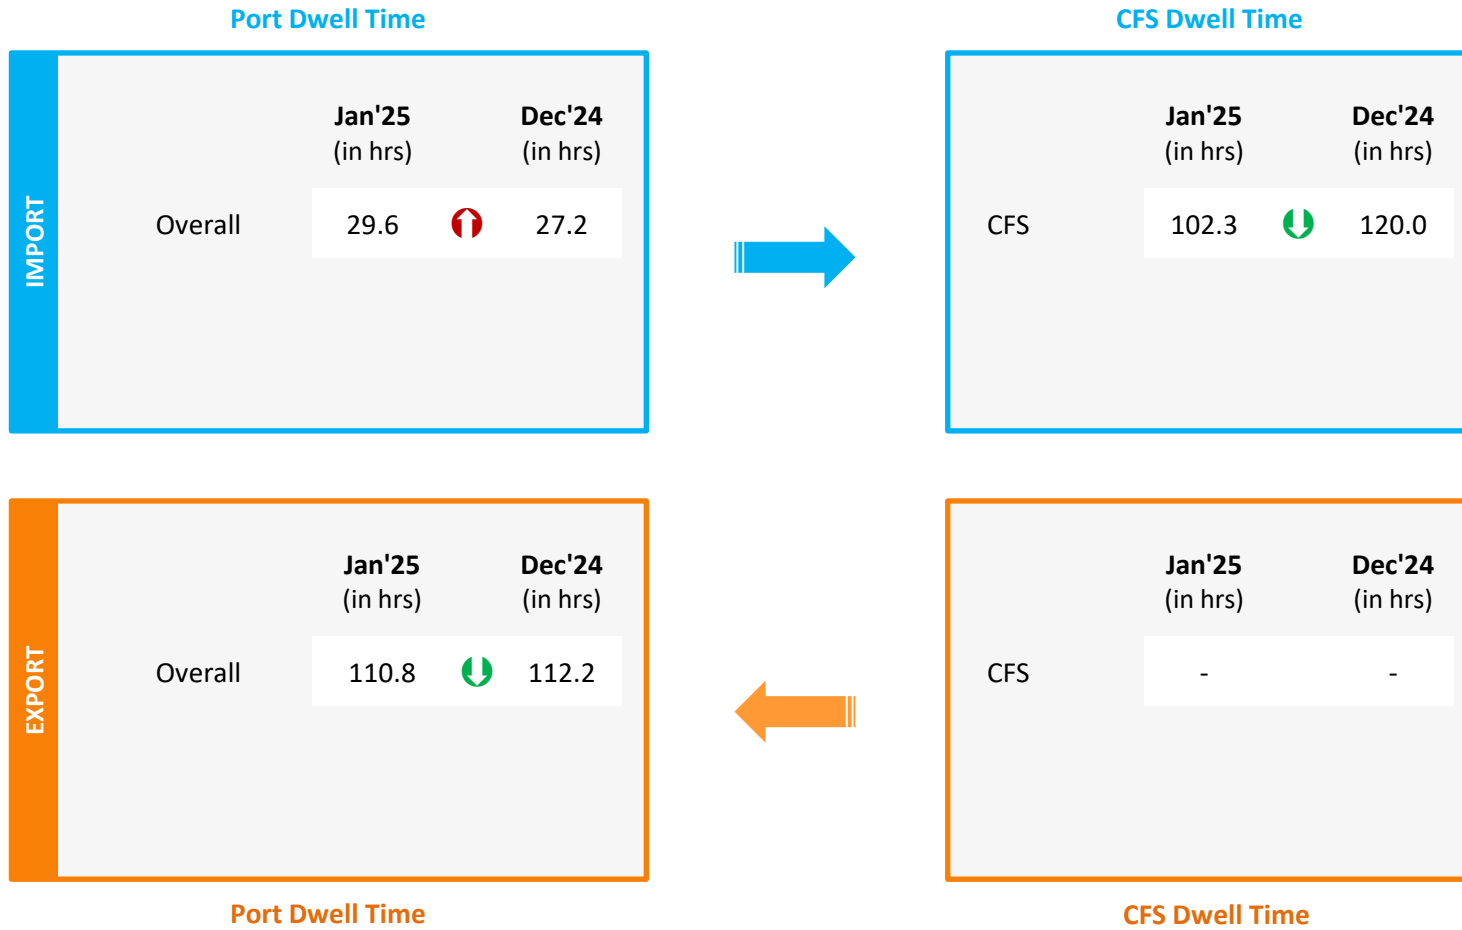 Port Dwell Time
CFS Dwell Time
IMPORT
Jan'25 Dec'24
(in hrs) (in hrs)
Overall 29.6 27.2
Jan'25 Dec'24
(in hrs) (in hrs)
CFS 102.3 120.0
EXPORT
Jan'25 Dec'24
(in hrs) (in hrs)
Overall 110.8 112.2
Jan'25 Dec'24
(in hrs) (in hrs)
CFS - -
Port Dwell Time
CFS Dwell Time